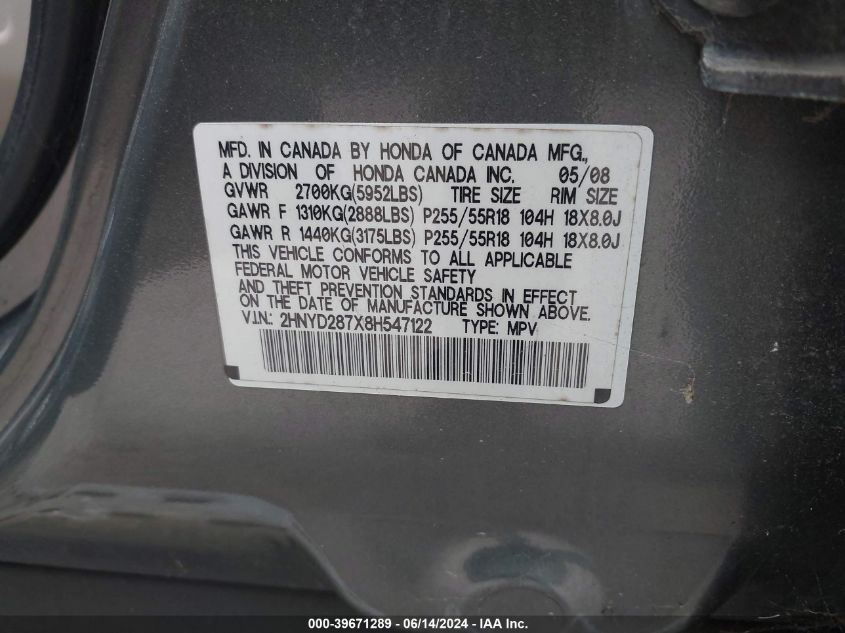 MFD. IN CANADA BY HONDA OF CANADA MFG.,
A DIVISION OF HONDA CANADA INC. 05/08
GVWR 2700KG(5952LBS) TIRE SIZE RIM SIZE
GAWR F 1310KG(2888LBS) P255/55R18 104H 18X8.0J
GAWR R 1440KG(3175LBS) P255/55R18 104H 18X8.0J
THIS VEHICLE CONFORMS TO ALL APPLICABLE
FEDERAL MOTOR VEHICLE SAFETY
AND THEFT PREVENTION STANDARDS IN EFFECT
ON THE DATE OF MANUFACTURE SHOWN ABOVE.
V.I.N.: 2HNYD287X8H547122 TYPE: MPV
000-39671289 - 06/14/2024 - IAA Inc.